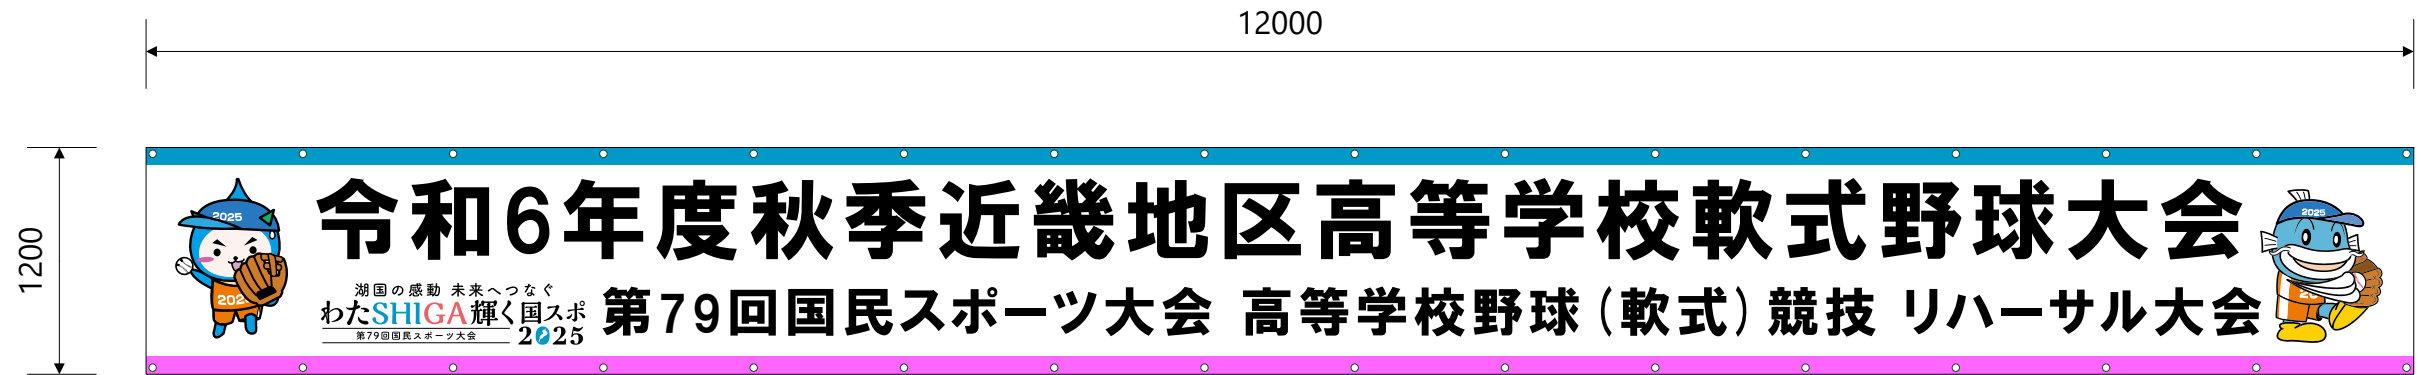 12000
1200
2025
2025
令和6年度秋季近畿地区高等学校軟式野球大会
湖国の感動 未来へつなぐ
わたSHIGA輝く国スポ
第79回国民スポーツ大会
2025
第79回国民スポーツ大会 高等学校野球(軟式)競技 リハーサル大会
2025